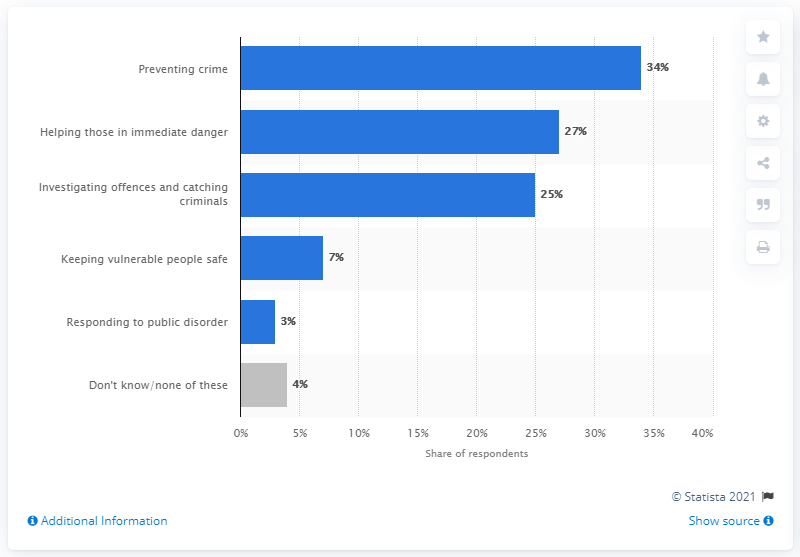 Preventing crime
34%
Helping those in immediate danger
27%
Investigating offences and catching
criminals
25%
Keeping vulnerable people safe
7%
Responding to public disorder
3%
Don't know/none of these
4%
0% 5% 10% 15% 20% 25% 30% 35% 40%
Share of respondents
© Statista 2021
Additional Information
Show source